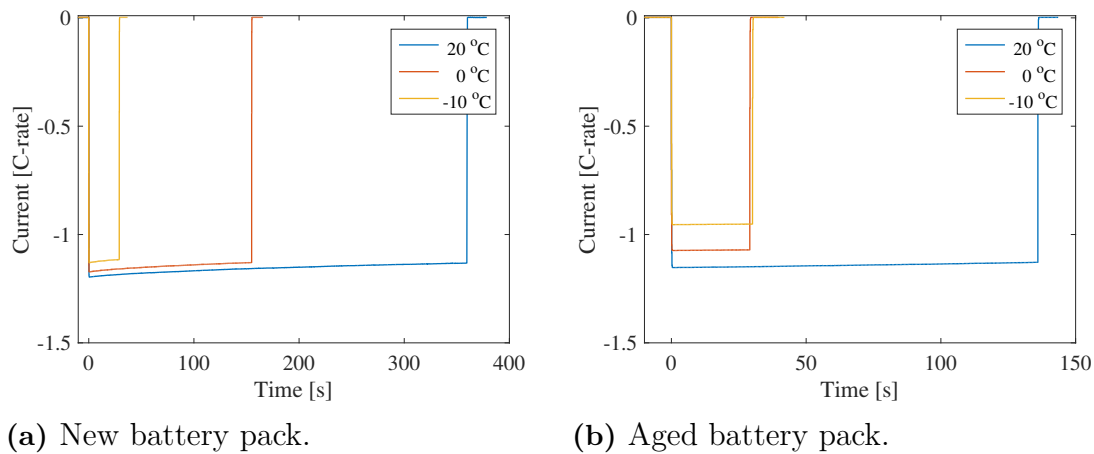 0
-0.5
-1
-1.5
Current [C-rate]
0
100
200
300
400
Time [s]
20 °C
0 °C
-10 °C
(a) New battery pack.
0
-0.5
-1
-1.5
Current [C-rate]
0
50
100
150
Time [s]
20 °C
0 °C
-10 °C
(b) Aged battery pack.